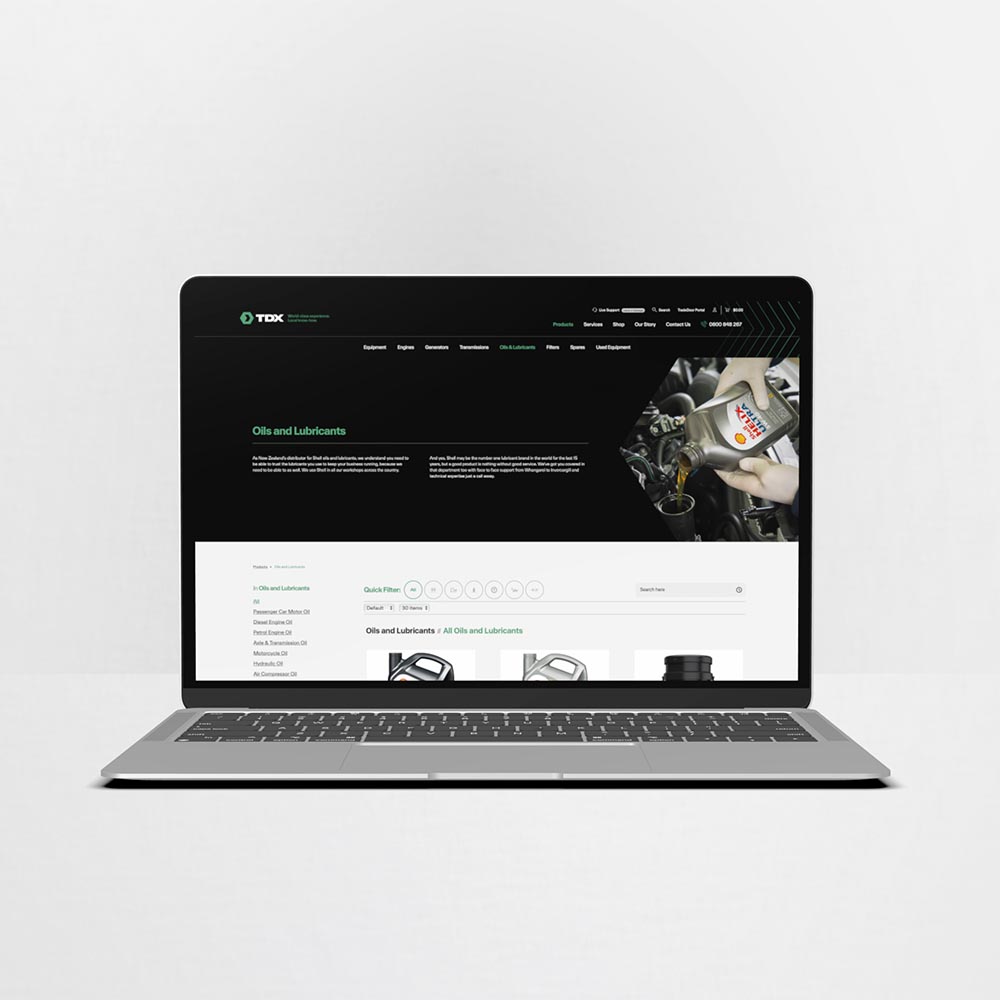 TDX World-class experience.
Local know-how.
Live Support
Search
TradeDoor Portal
$0.00
Products Services Shop Our Story Contact Us 0800 848 267
Equipment Engines Generators Transmissions Oils & Lubricants Filters Spares Used Equipment
Shell
HELIX
ULTRA
Oils and Lubricants
As New Zealand's distributor for Shell oils and lubricants, we understand you need to
be able to trust the lubricants you use to keep your business running, because we
need to be able to as well. We use Shell in all our workshops across the country.
And yes, Shell may be the number one lubricant brand in the world for the last 15
years, but a good product is nothing without good service. We've got you covered in
that department too with face to face support from Whangarei to Invercargill and
technical expertise just a call away.
Products Oils and Lubricants
In Oils and Lubricants
All
Passenger Car Motor Oil
Diesel Engine Oil
Petrol Engine Oil
Axle & Transmission Oil
Motorcycle Oil
Hydraulic Oil
Air Compressor Oil
Quick Filter: All
Search here
Default 90 items
Oils and Lubricants // All Oils and Lubricants